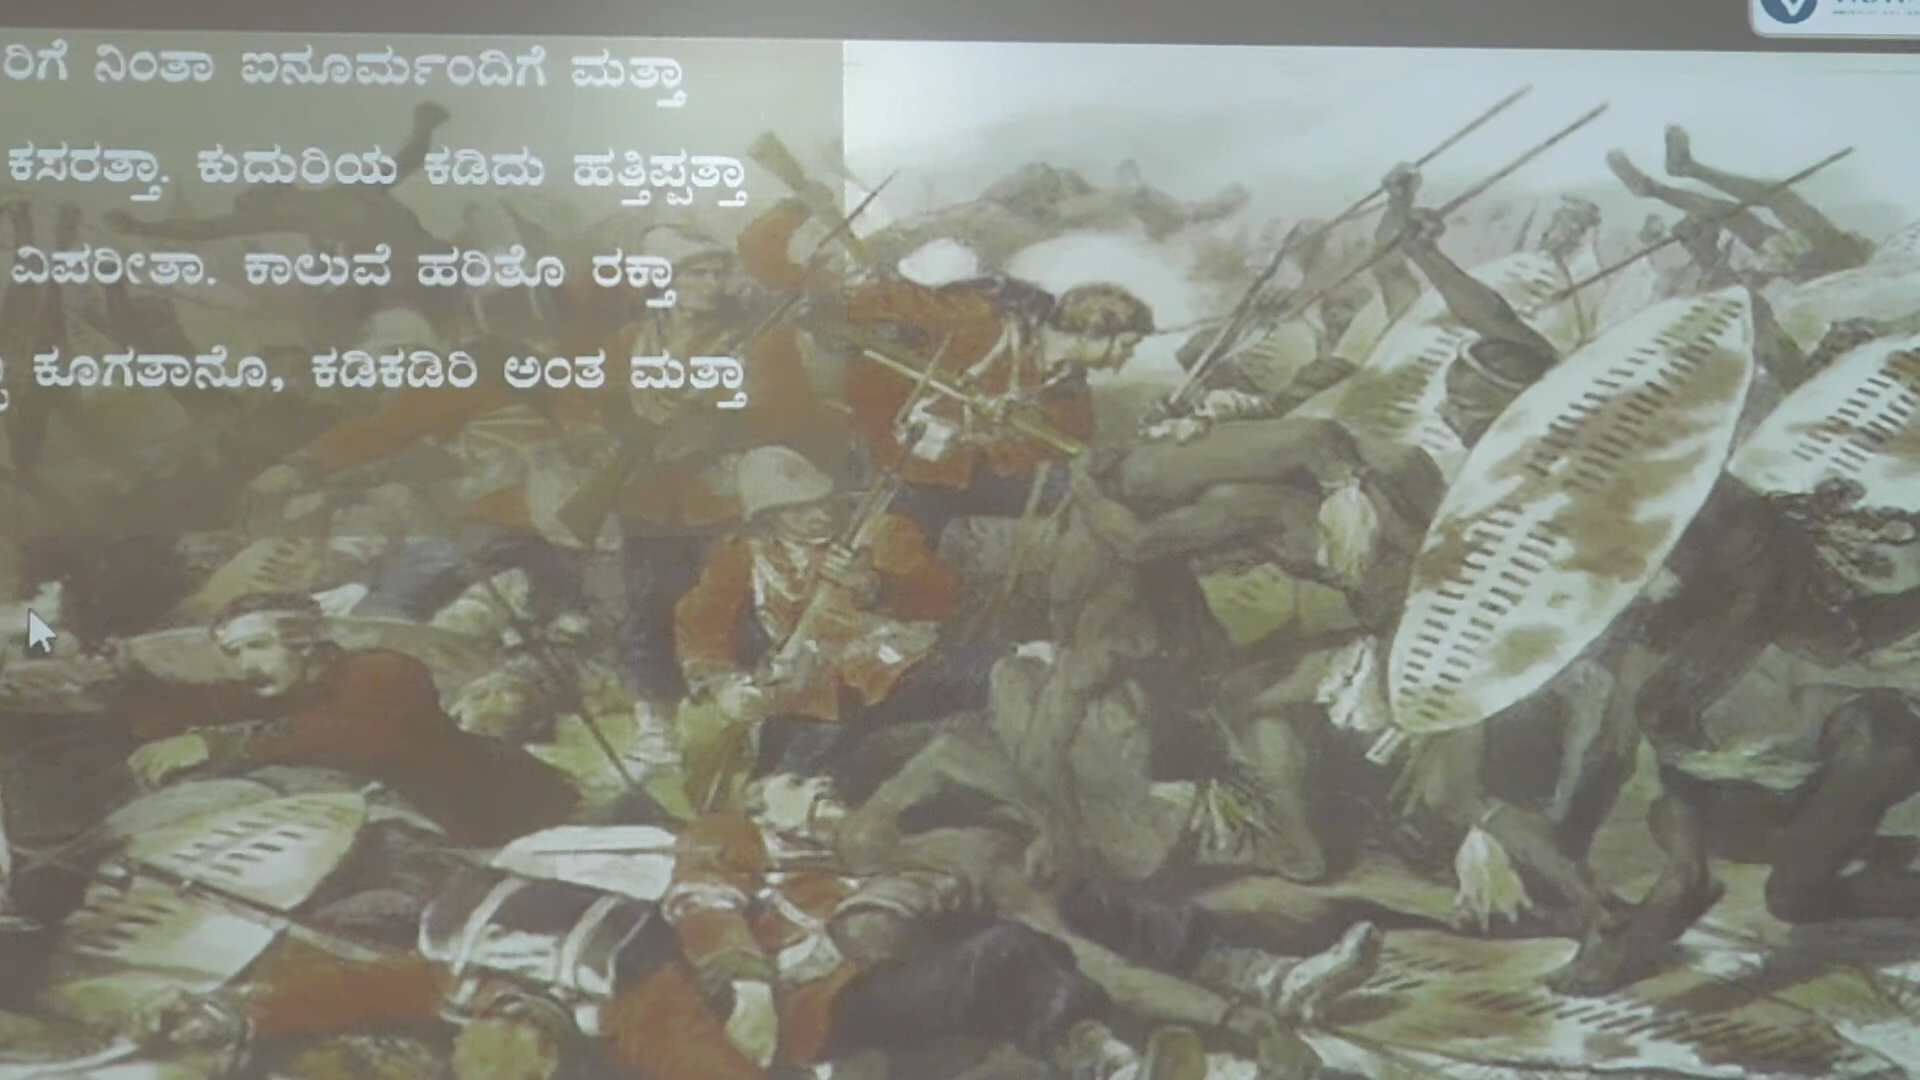 ರಿಗೆ ನಿಂತಾ ಐನೂರ್ಮಂದಿಗೆ ಮತ್ತಾ
ಕಸರತ್ತಾ. ಕುದುರಿಯ ಕಡಿದು ಹತ್ತಿಪ್ಪತ್ತಾ
ವಿಪರೀತಾ. ಕಾಲುವೆ ಹರಿತೊ ರಕ್ತಾ
ಕೂಗತಾನೊ, ಕಡಿಕಡಿರಿ ಅಂತ ಮತ್ತಾ